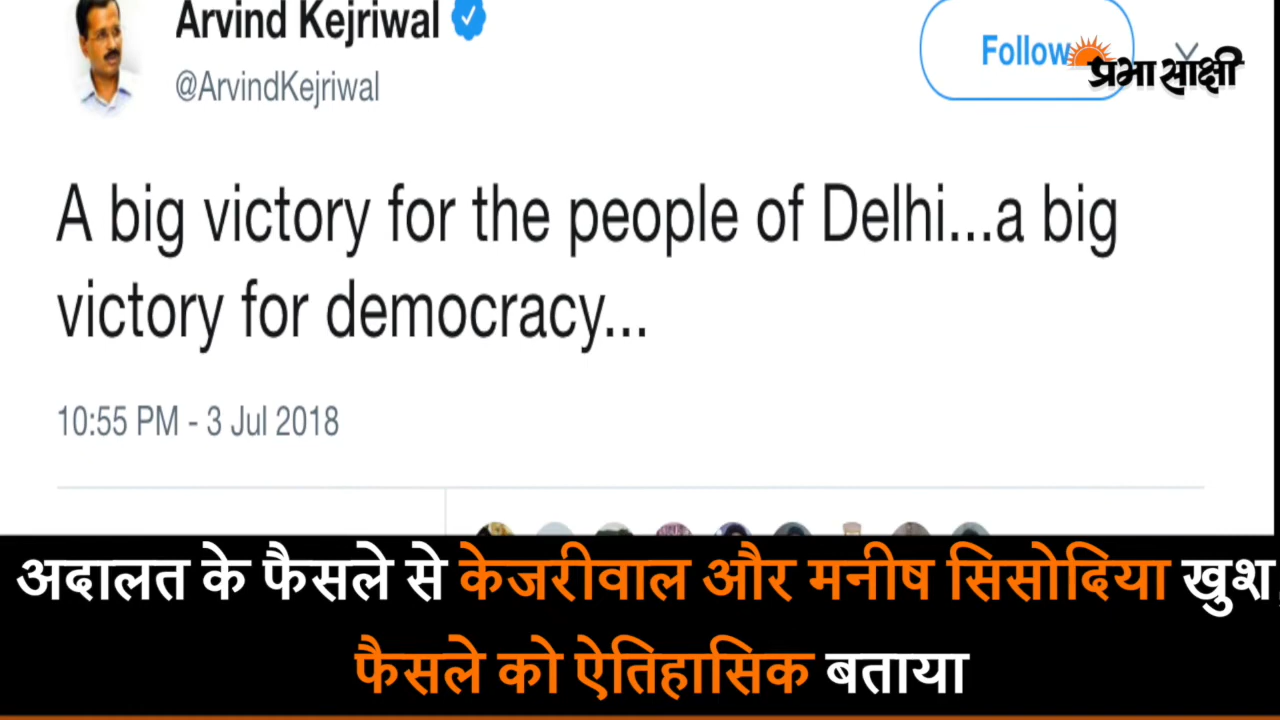 Arvind Kejriwal
@ArvindKejriwal
Follow
प्रभा साक्षी
A big victory for the people of Delhi...a big
victory for democracy...
10:55 PM - 3 Jul 2018
अदालत के फैसले से केजरीवाल और मनीष सिसोदिया खुश,
फैसले को ऐतिहासिक बताया